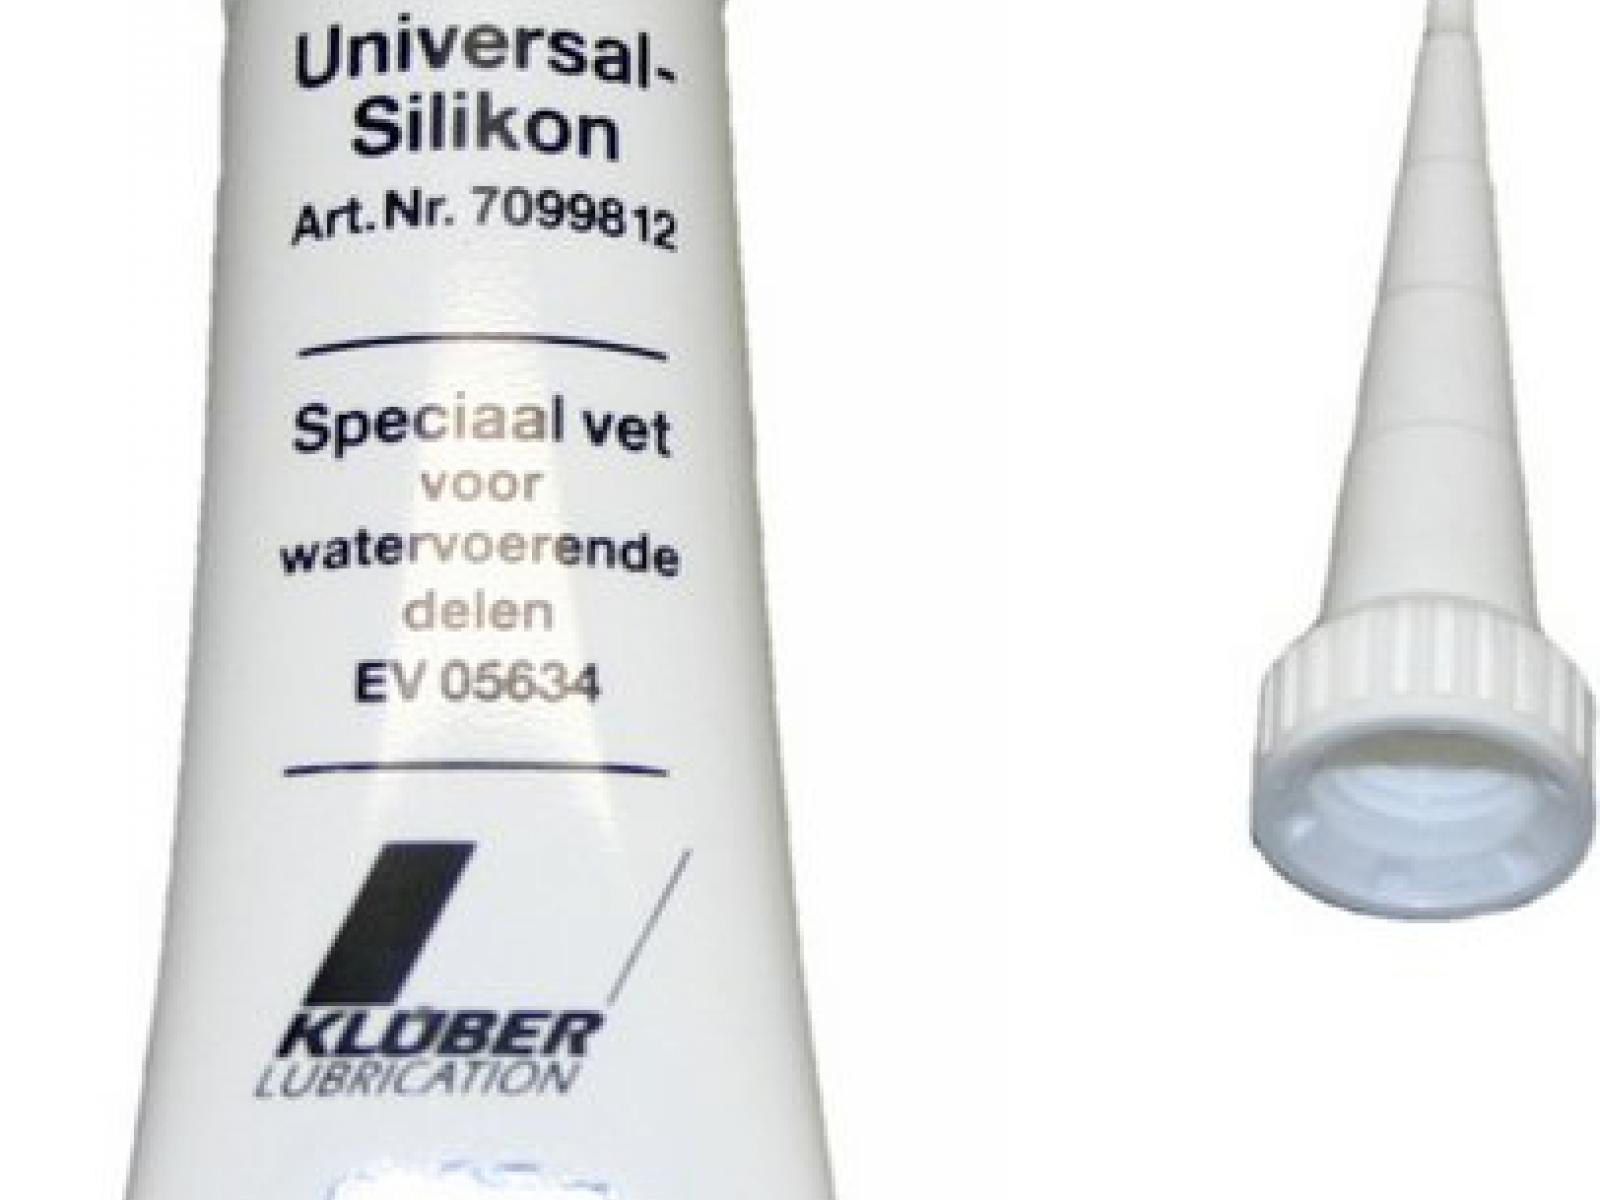 Universal-
Silikon
Art.Nr. 7099812
Speciaal vet
voor
watervoerende
delen
EV 05634
KLÜBER
LUBRICATION